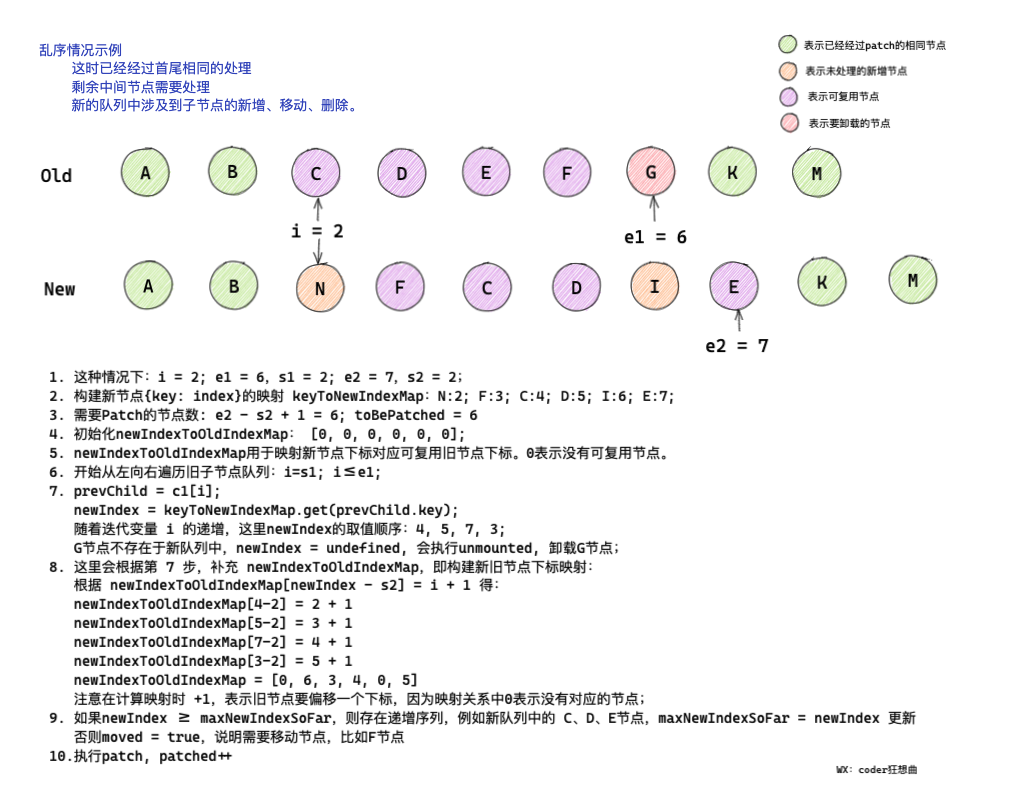 乱序情况示例
这时已经经过首尾相同的处理
剩余中间节点需要处理
新的队列中涉及到子节点的新增、移动、删除。
表示已经经过patch的相同节点
表示未处理的新增节点
表示可复用节点
表示要卸载的节点
Old A B C D E F G K M
i = 2
e1 = 6
New A B N F C D I E K M
e2 = 7
1. 这种情况下: i = 2; e1 = 6, s1 = 2; e2 = 7, s2 = 2;
2. 构建新节点{key: index}的映射 keyToNewIndexMap: N:2; F:3; C:4; D:5; I:6; E:7;
3. 需要Patch的节点数: e2 - s2 + 1 = 6; toBePatched = 6
4. 初始化newIndexToOldIndexMap: [0, 0, 0, 0, 0, 0];
5. newIndexToOldIndexMap用于映射新节点下标对应可复用旧节点下标。0表示没有可复用节点。
6. 开始从左向右遍历旧子节点队列: i=s1; i≤e1;
7. prevChild = c1[i];
newIndex = keyToNewIndexMap.get(prevChild.key);
随着迭代变量 i 的递增, 这里newIndex的取值顺序: 4, 5, 7, 3;
G节点不存在于新队列中, newIndex = undefined, 会执行unmounted, 卸载G节点;
8. 这里会根据第 7 步, 补充 newIndexToOldIndexMap, 即构建新旧节点下标映射:
根据 newIndexToOldIndexMap[newIndex - s2] = i + 1 得:
newIndexToOldIndexMap[4-2] = 2 + 1
newIndexToOldIndexMap[5-2] = 3 + 1
newIndexToOldIndexMap[7-2] = 4 + 1
newIndexToOldIndexMap[3-2] = 5 + 1
newIndexToOldIndexMap = [0, 6, 3, 4, 0, 5]
注意在计算映射时 +1, 表示旧节点要偏移一个下标, 因为映射关系中0表示没有对应的节点;
9. 如果newIndex ≥ maxNewIndexSoFar, 则存在递增序列, 例如新队列中的 C、D、E节点, maxNewIndexSoFar = newIndex 更新
否则moved = true, 说明需要移动节点, 比如F节点
10.执行patch, patched++
WX: coder狂想曲